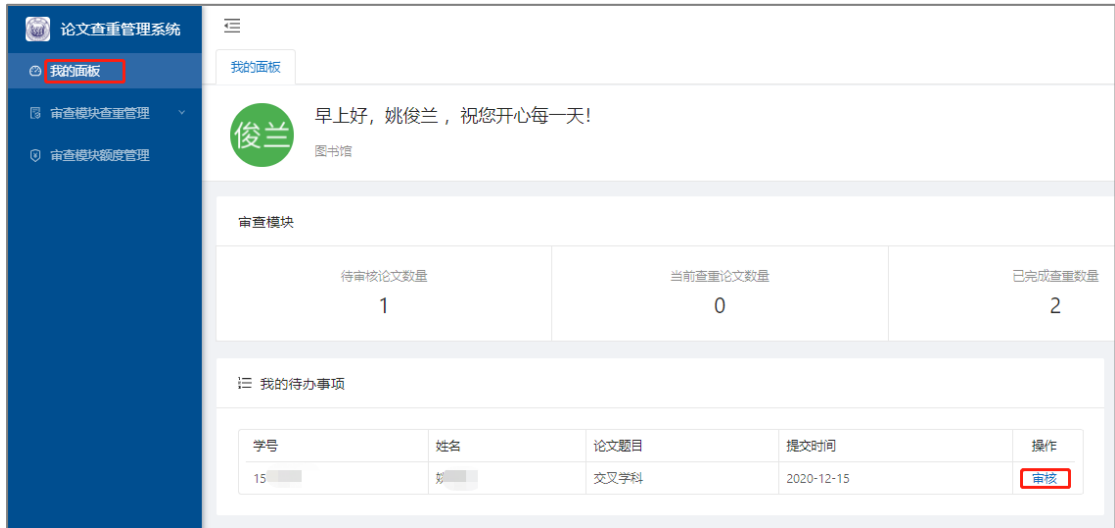 论文查重管理系统
我的面板
审查模块查重管理
审查模块额度管理
我的面板
俊兰
早上好，姚俊兰 ，祝您开心每一天！
图书馆
审查模块
待审核论文数量
当前查重论文数量
已完成查重数量
1
0
2
我的待办事项
学号 姓名 论文题目 提交时间 操作
15 交叉学科 2020-12-15 审核